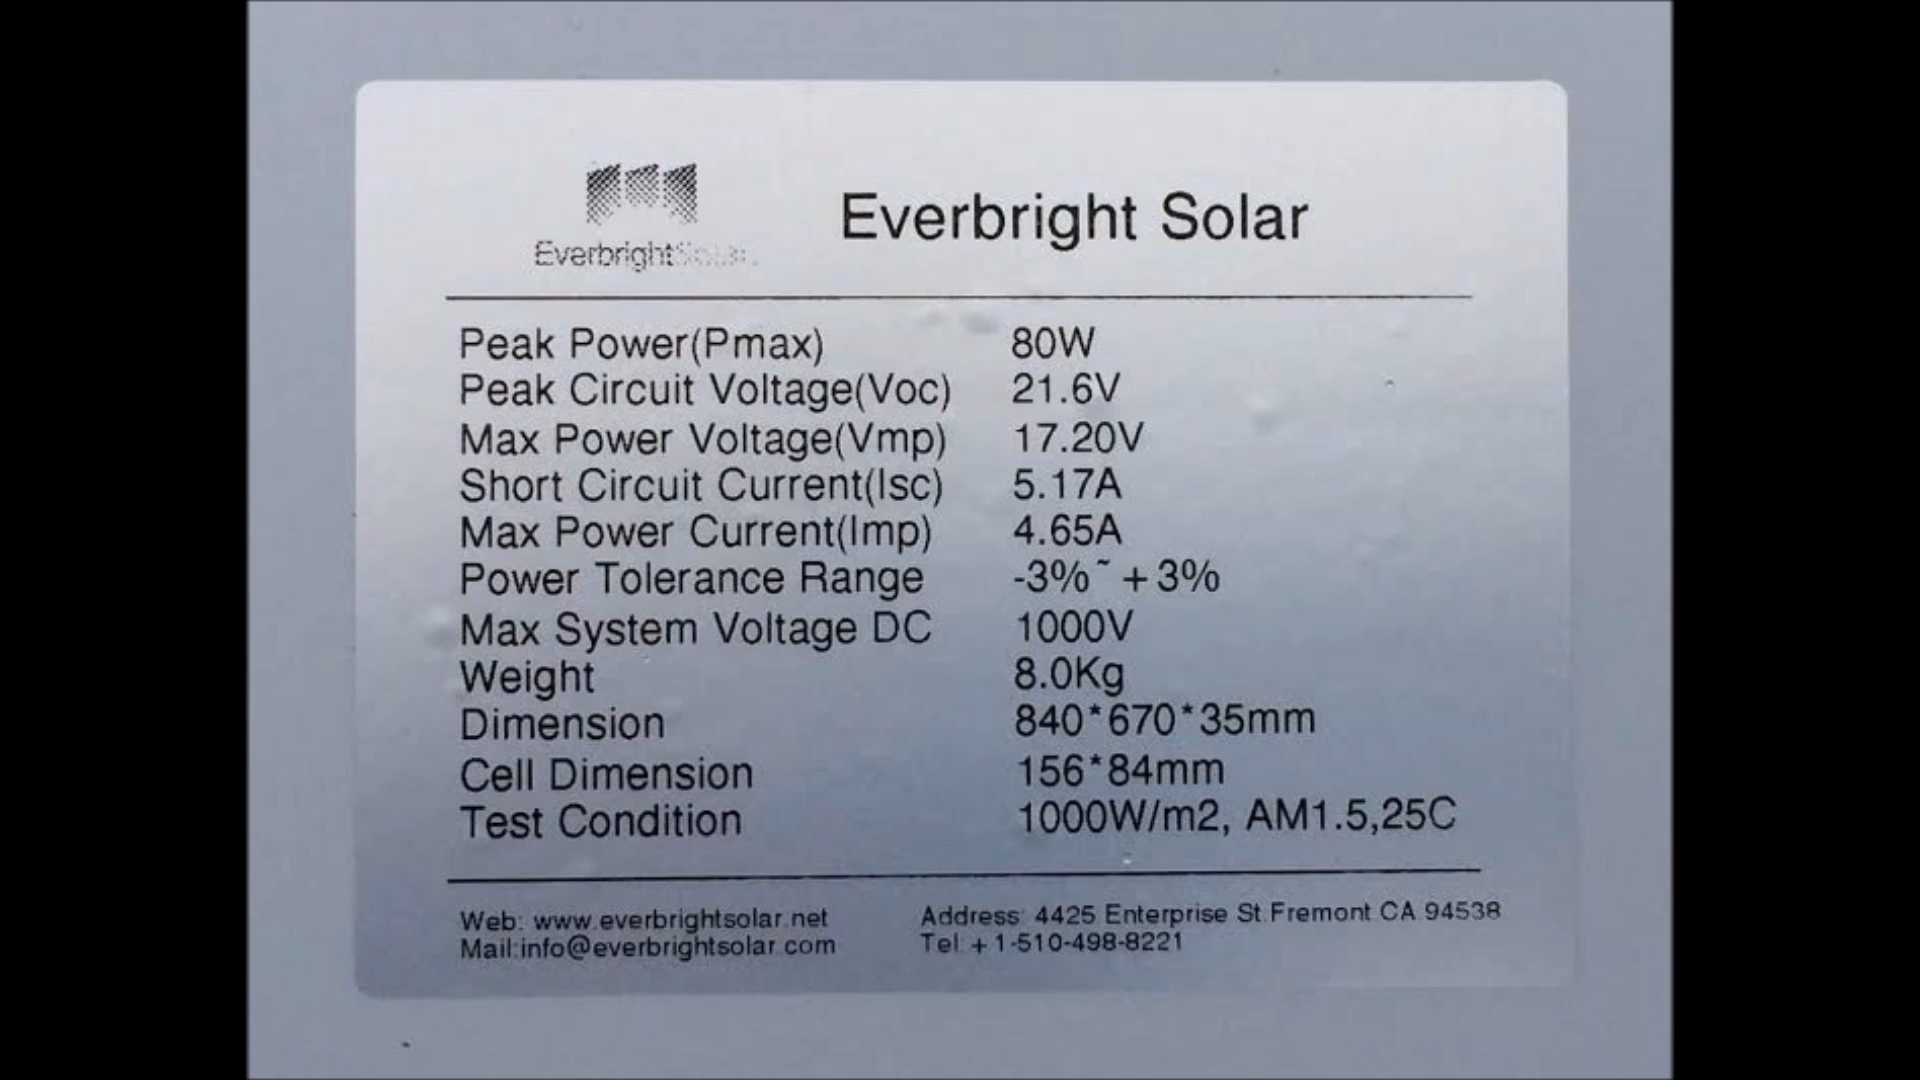 EverbrightSolar
Everbright Solar
Peak Power(Pmax) 80W
Peak Circuit Voltage(Voc) 21.6V
Max Power Voltage(Vmp) 17.20V
Short Circuit Current(Isc) 5.17A
Max Power Current(Imp) 4.65A
Power Tolerance Range -3%~+3%
Max System Voltage DC 1000V
Weight 8.0Kg
Dimension 840*670*35mm
Cell Dimension 156*84mm
Test Condition 1000W/m2, AM1.5,25C
Web: www.everbrightsolar.net Address: 4425 Enterprise St.Fremont.CA.94538
Mail:info@everbrightsolar.com Tel:+1-510-498-8221